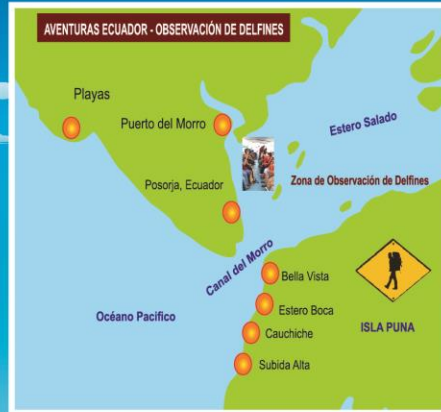 AVENTURAS ECUADOR - OBSERVACIÓN DE DELFINES
Playas
Puerto del Morro
Estero Salado
Zona de Observación de Delfines
Posorja, Ecuador
Canal del Morro
Bella Vista
Océano Pacifico
Estero Boca
ISLA PUNA
Cauchiche
Subida Alta